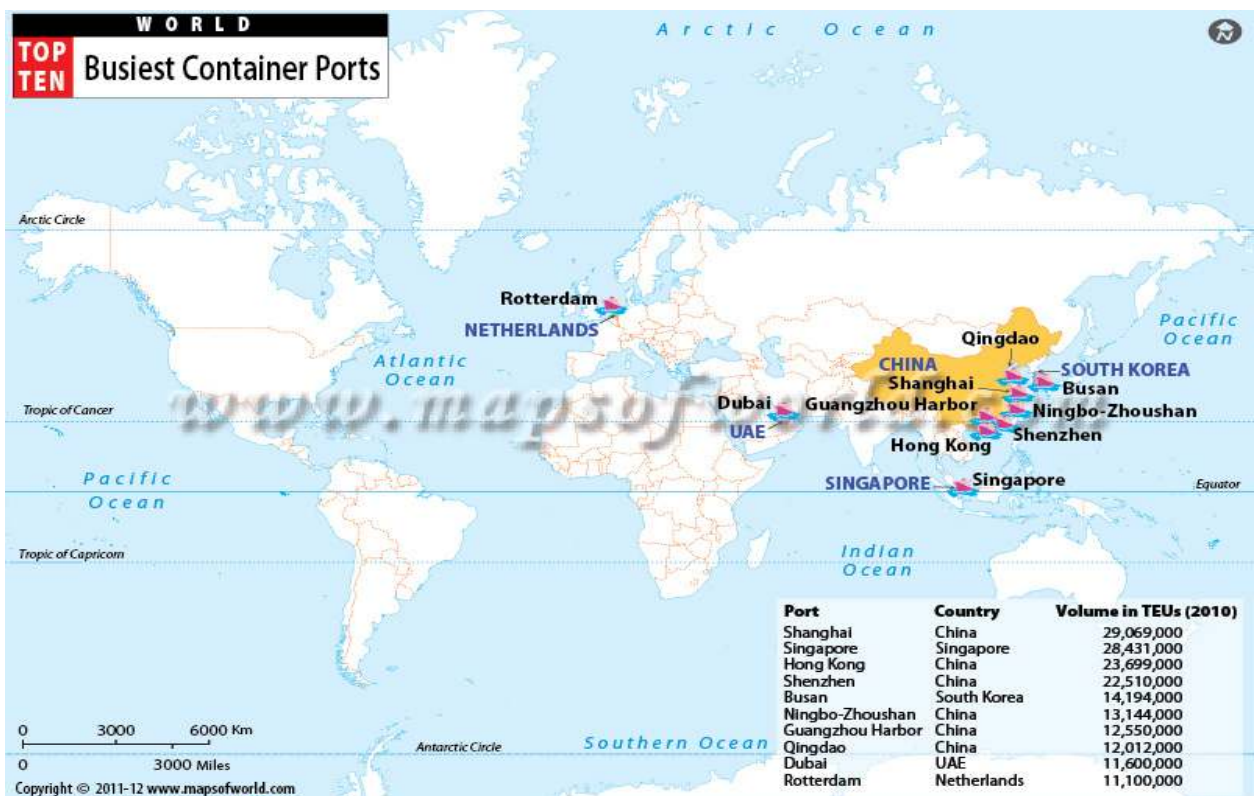 WORLD
TOP
TEN
Busiest Container Ports
Arctic Ocean
Arctic Circle
Rotterdam
NETHERLANDS
Pacific
Ocean
Qingdao
Atlantic
Ocean
CHINA
SOUTH KOREA
Shanghai
Busan
www.mapsofworld.com
Tropic of Cancer
Dubai
Guangzhou Harbor
Ningbo-Zhoushan
UAE
Shenzhen
Hong Kong
Pacific
Ocean
SINGAPORE
Singapore
Equator
Tropic of Capricorn
Indian
Ocean
Port Country Volume in TEUs (2010)
Shanghai China 29,069,000
Singapore Singapore 28,431,000
Hong Kong China 23,699,000
Shenzhen China 22,510,000
Busan South Korea 14,194,000
Ningbo-Zhoushan China 13,144,000
Guangzhou Harbor China 12,550,000
Qingdao China 12,012,000
Dubai UAE 11,600,000
Rotterdam Netherlands 11,100,000
0 3000 6000 Km
0 3000 Miles
Antarctic Circle
Southern Ocean
Copyright © 2011-12 www.mapsofworld.com